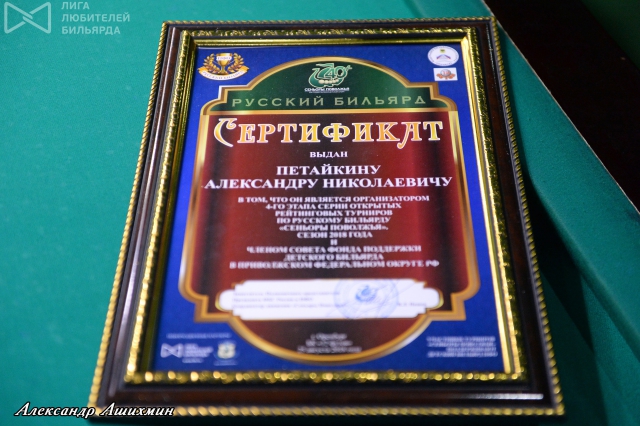 ЛИГА
ЛЮБИТЕЛЕЙ
БИЛЬЯРДА
40+
СЕНЬОРЫ ПОВОЛЖЬЯ
РУССКИЙ БИЛЬЯРД
СЕРТИФИКАТ
ВЫДАН
ПЕТАЙКИНУ
АЛЕКСАНДРУ НИКОЛАЕВИЧУ
В ТОМ, ЧТО ОН ЯВЛЯЕТСЯ ОРГАНИЗАТОРОМ
4-ГО ЭТАПА СЕРИИ ОТКРЫТЫХ
РЕЙТИНГОВЫХ ТУРНИРОВ
ПО РУССКОМУ БИЛЬЯРДУ
«СЕНЬОРЫ ПОВОЛЖЬЯ».
СЕЗОН 2018 ГОДА
И
ЧЛЕНОМ СОВЕТА ФОНДА ПОДДЕРЖКИ
ДЕТСКОГО БИЛЬЯРДА
В ПРИВОЛЖСКОМ ФЕДЕРАЛЬНОМ ОКРУГЕ РФ
Александр Ашихмин